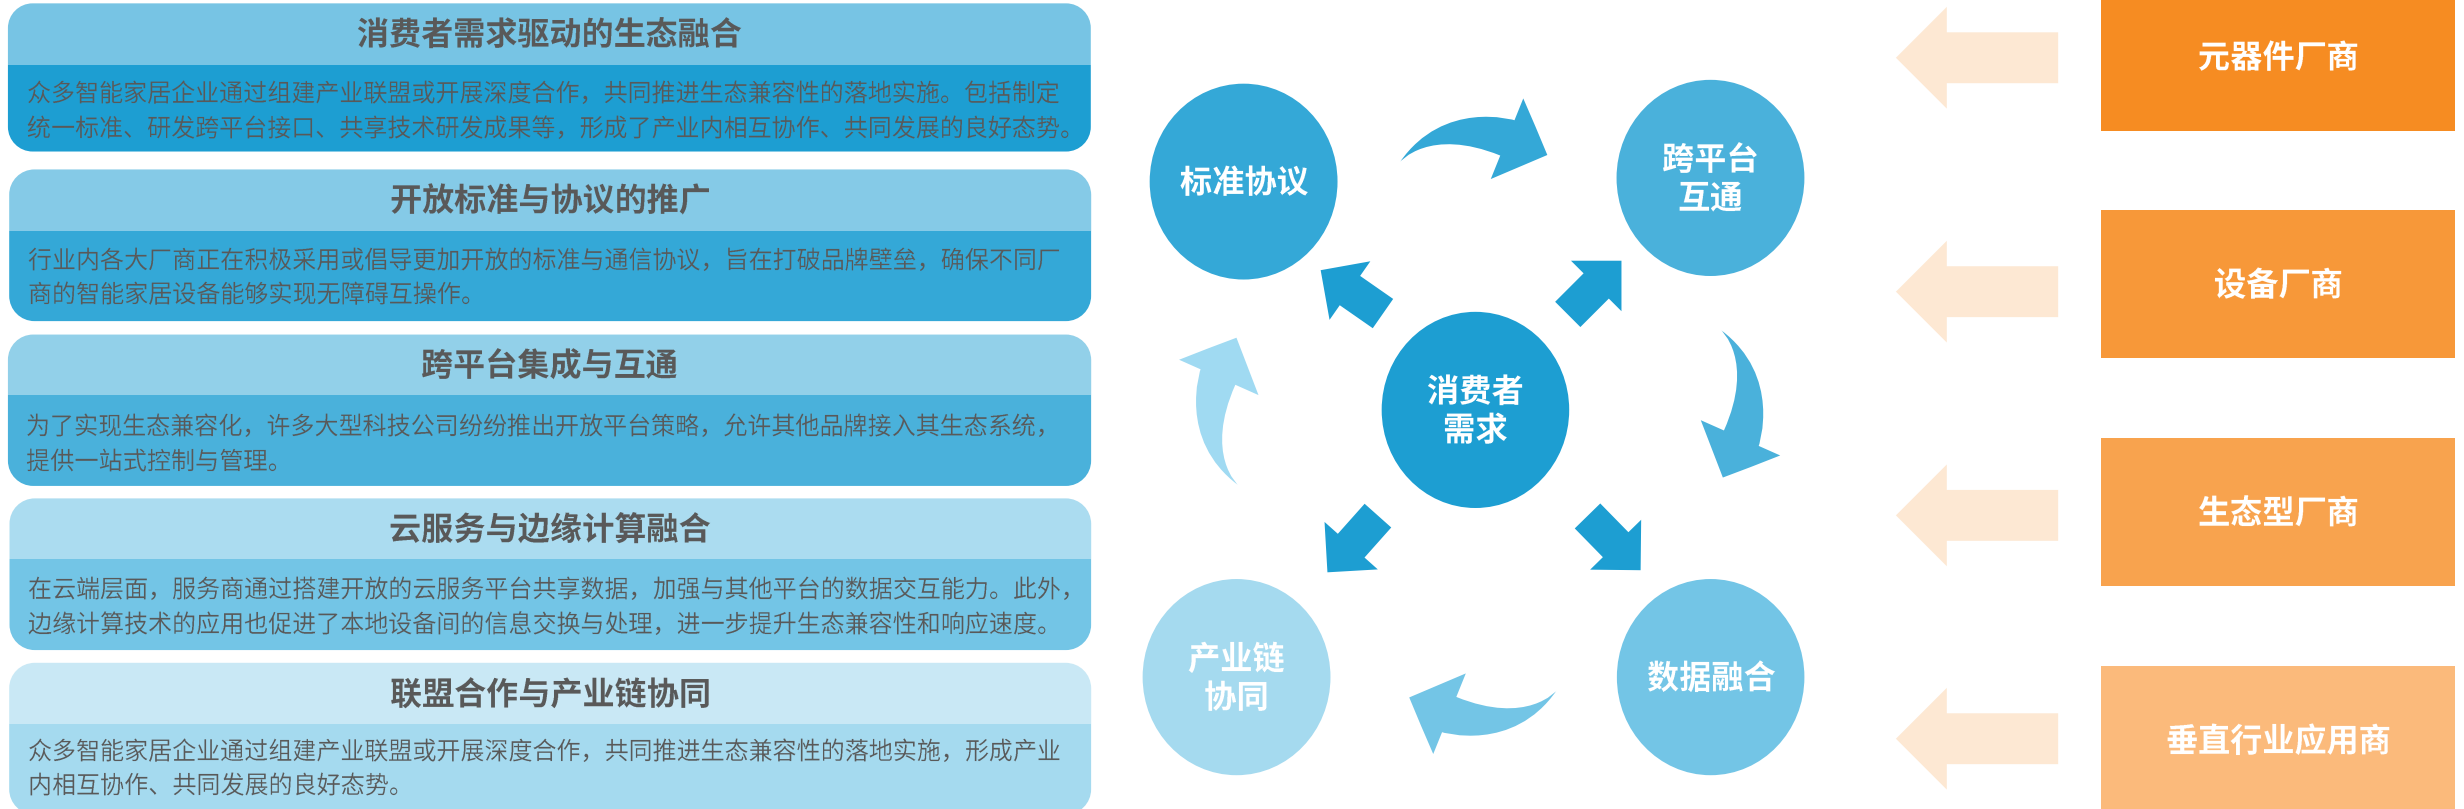 消费者需求驱动的生态融合
众多智能家居企业通过组建产业联盟或开展深度合作，共同推进生态兼容性的落地实施。包括制定
统一标准、研发跨平台接口、共享技术研发成果等，形成了产业内相互协作、共同发展的良好态势。
开放标准与协议的推广
行业内各大厂商正在积极采用或倡导更加开放的标准与通信协议，旨在打破品牌壁垒，确保不同厂
商的智能家居设备能够实现无障碍互操作。
跨平台集成与互通
为了实现生态兼容化，许多大型科技公司纷纷推出开放平台策略，允许其他品牌接入其生态系统，
提供一站式控制与管理。
云服务与边缘计算融合
在云端层面，服务商通过搭建开放的云服务平台共享数据，加强与其他平台的数据交互能力。此外，
边缘计算技术的应用也促进了本地设备间的信息交换与处理，进一步提升生态兼容性和响应速度。
联盟合作与产业链协同
众多智能家居企业通过组建产业联盟或开展深度合作，共同推进生态兼容性的落地实施，形成产业
内相互协作、共同发展的良好态势。
标准协议
跨平台
互通
消费者
需求
产业链
协同
数据融合
元器件厂商
设备厂商
生态型厂商
垂直行业应用商